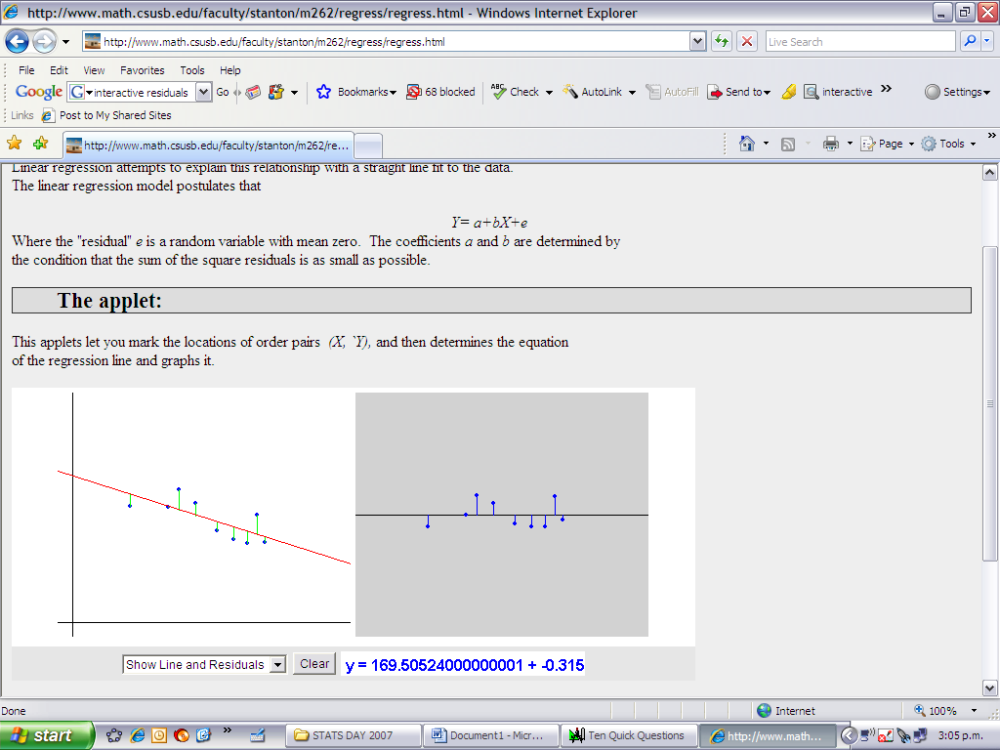 http://www.math.csusb.edu/faculty/stanton/m262/regress/regress.html - Windows Internet Explorer
http://www.math.csusb.edu/faculty/stanton/m262/regress/regress.html
Live Search
File Edit View Favorites Tools Help
Google G interactive residuals Go Bookmarks 68 blocked ABC Check AutoLink AutoFill Send to interactive » Settings
Links Post to My Shared Sites
http://www.math.csusb.edu/faculty/stanton/m262/re... Page Tools »
Linear regression attempts to explain this relationship with a straight line fit to the data.
The linear regression model postulates that
Y= a+bX+e
Where the "residual" e is a random variable with mean zero. The coefficients a and b are determined by
the condition that the sum of the square residuals is as small as possible.
The applet:
This applets let you mark the locations of order pairs (X, `Y), and then determines the equation
of the regression line and graphs it.
Show Line and Residuals Clear y = 169.50524000000001 + -0.315
Done Internet 100%
start » STATS DAY 2007 Document1 - Micr... Ten Quick Questions http://www.math... 3:05 p.m.